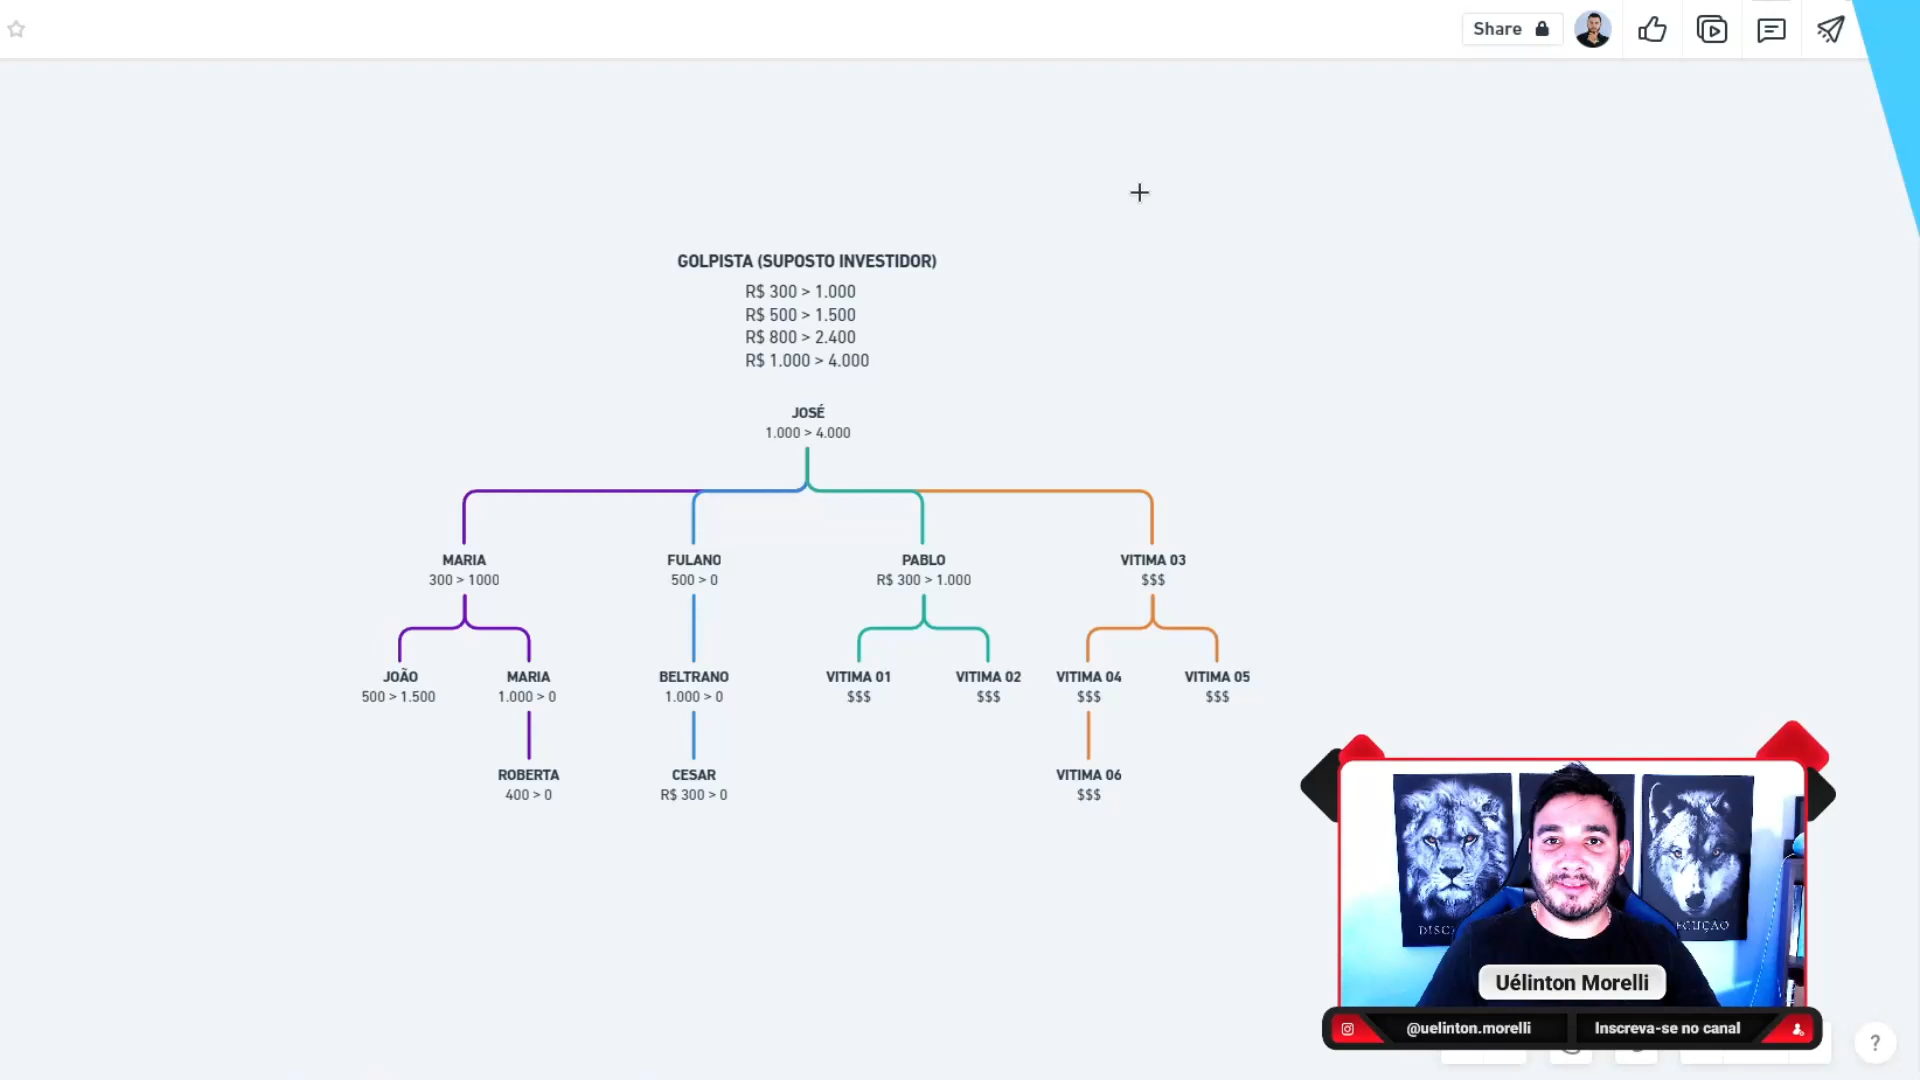 Share
GOLPISTA (SUPOSTO INVESTIDOR)
R$ 300 > 1.000
R$ 500 > 1.500
R$ 800 > 2.400
R$ 1.000 > 4.000
JOSÉ
1.000 > 4.000
MARIA
300 > 1000
FULANO
500 > 0
PABLO
R$ 300 > 1.000
VITIMA 03
$$$
JOÃO
500 > 1.500
MARIA
1.000 > 0
BELTRANO
1.000 > 0
VITIMA 01
$$$
VITIMA 02
$$$
VITIMA 04
$$$
VITIMA 05
$$$
ROBERTA
400 > 0
CESAR
R$ 300 > 0
VITIMA 06
$$$
Uélinton Morelli
@uelinton.morelli
Inscreva-se no canal
?